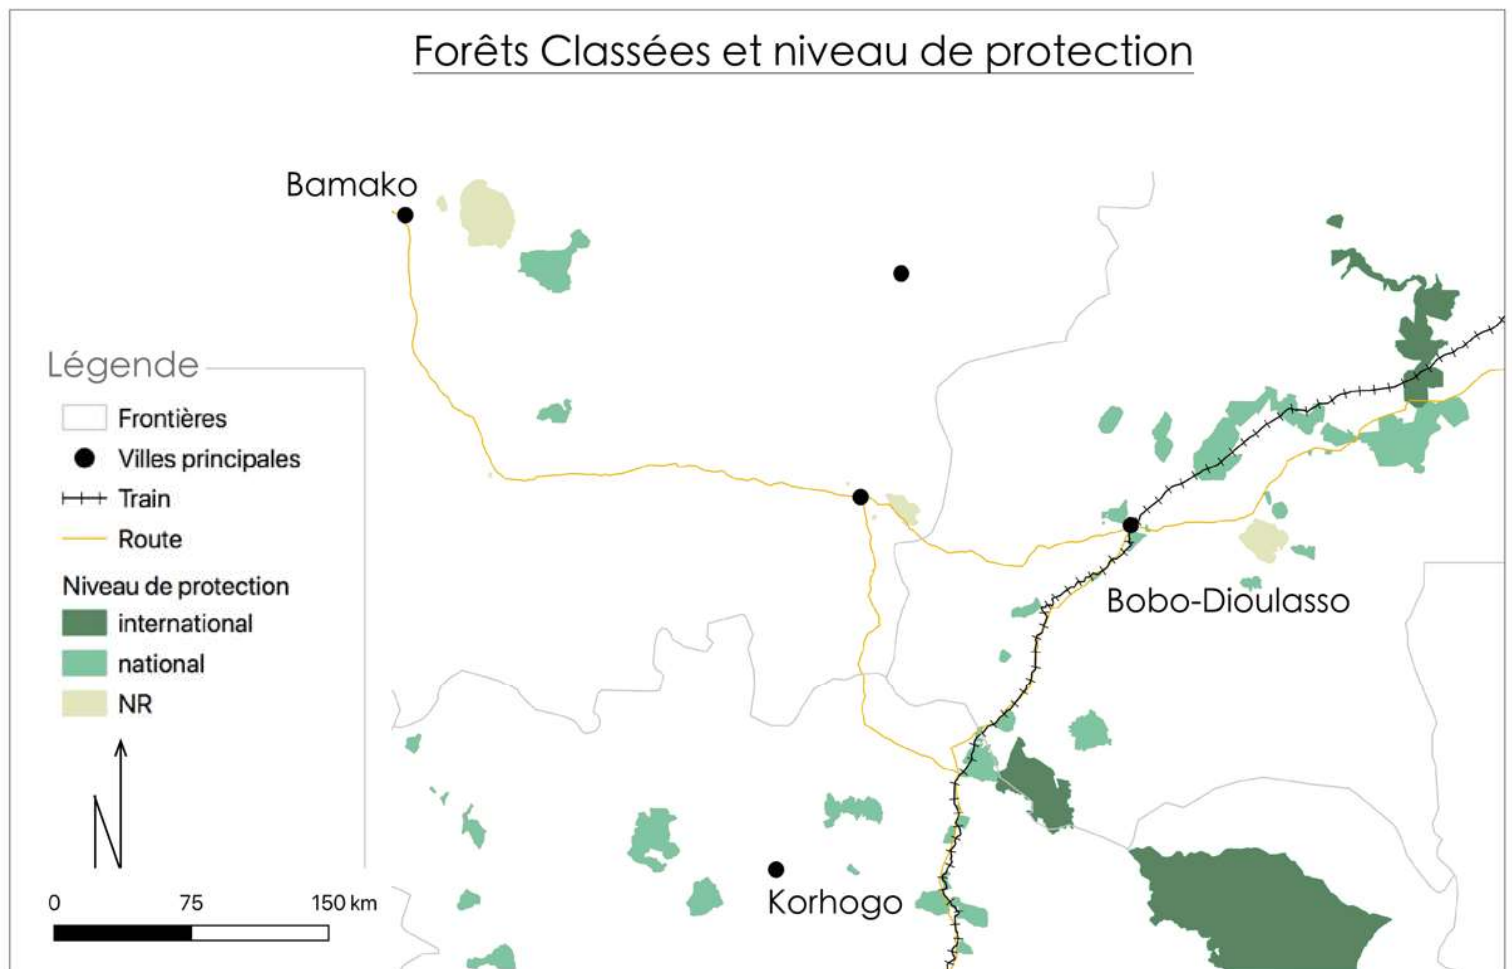 Forêts Classées et niveau de protection
Bamako
Légende
Frontières
Villes principales
Train
Route
Niveau de protection
international
national
NR
N
0 75 150 km
Bobo-Dioulasso
Korhogo